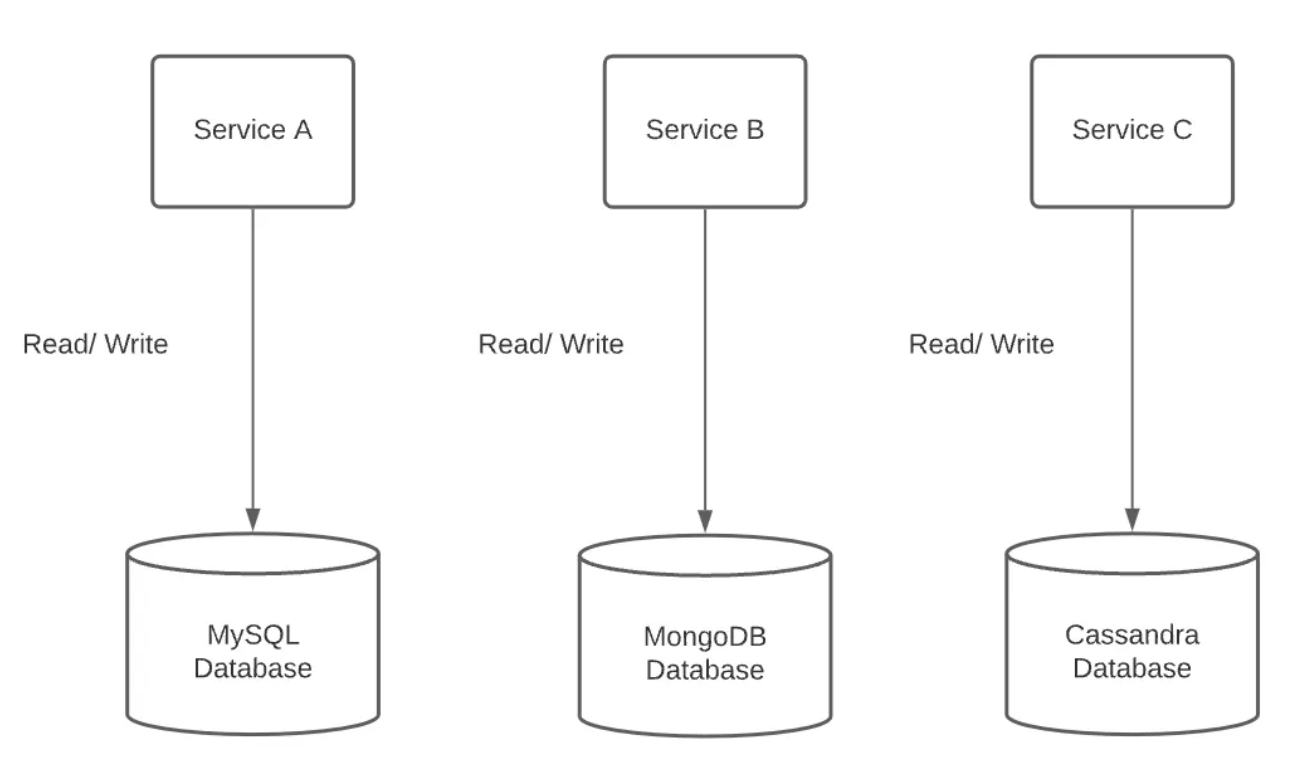 Service A
Service B
Service C
Read/ Write
Read/ Write
Read/ Write
MySQL
Database
MongoDB
Database
Cassandra
Database